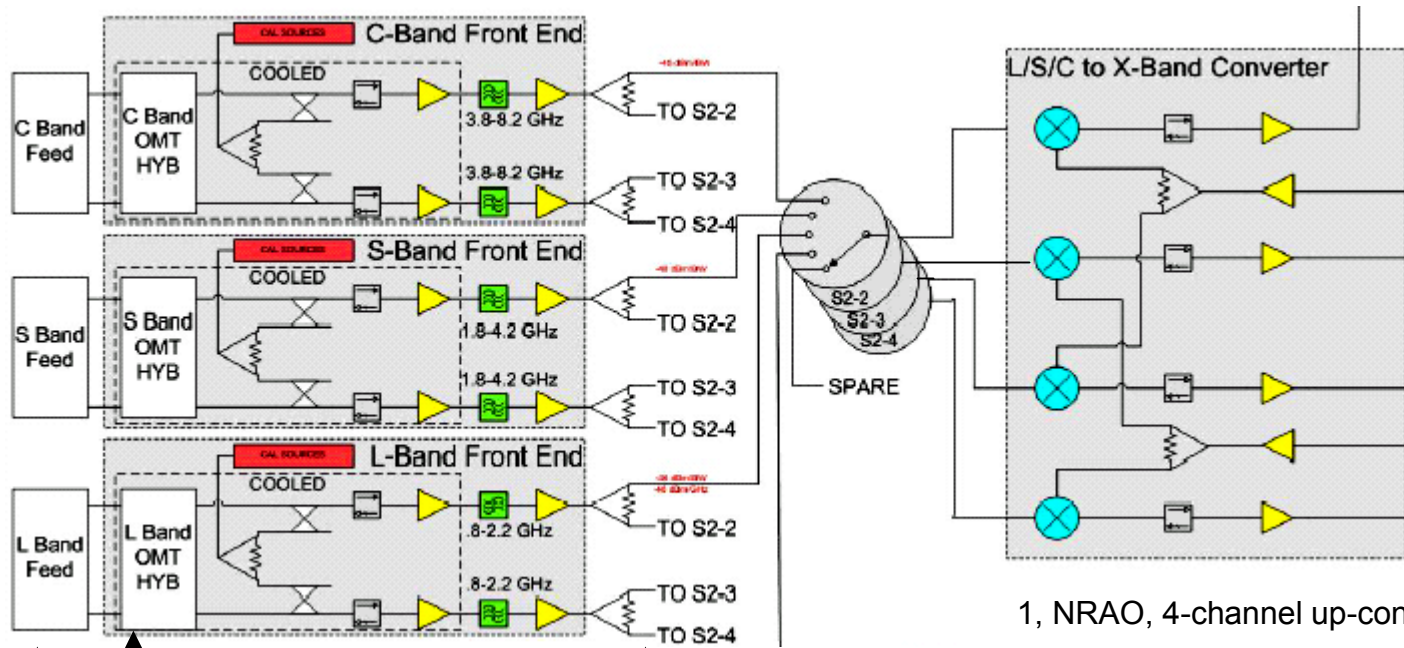 CAL SOURCES
C-Band Front End
COOLED
C Band
Feed
C Band
OMT
HYB
3.8-8.2 GHz
3.8-8.2 GHz
TO S2-2
TO S2-3
TO S2-4
CAL SOURCES
S-Band Front End
COOLED
S Band
Feed
S Band
OMT
HYB
1.8-4.2 GHz
1.8-4.2 GHz
TO S2-2
TO S2-3
TO S2-4
CAL SOURCES
L-Band Front End
COOLED
L Band
Feed
L Band
OMT
HYB
.8-2.2 GHz
.8-2.2 GHz
TO S2-2
TO S2-3
TO S2-4
S2-2
S2-3
S2-4
SPARE
L/S/C to X-Band Converter
1, NRAO, 4-channel up-con